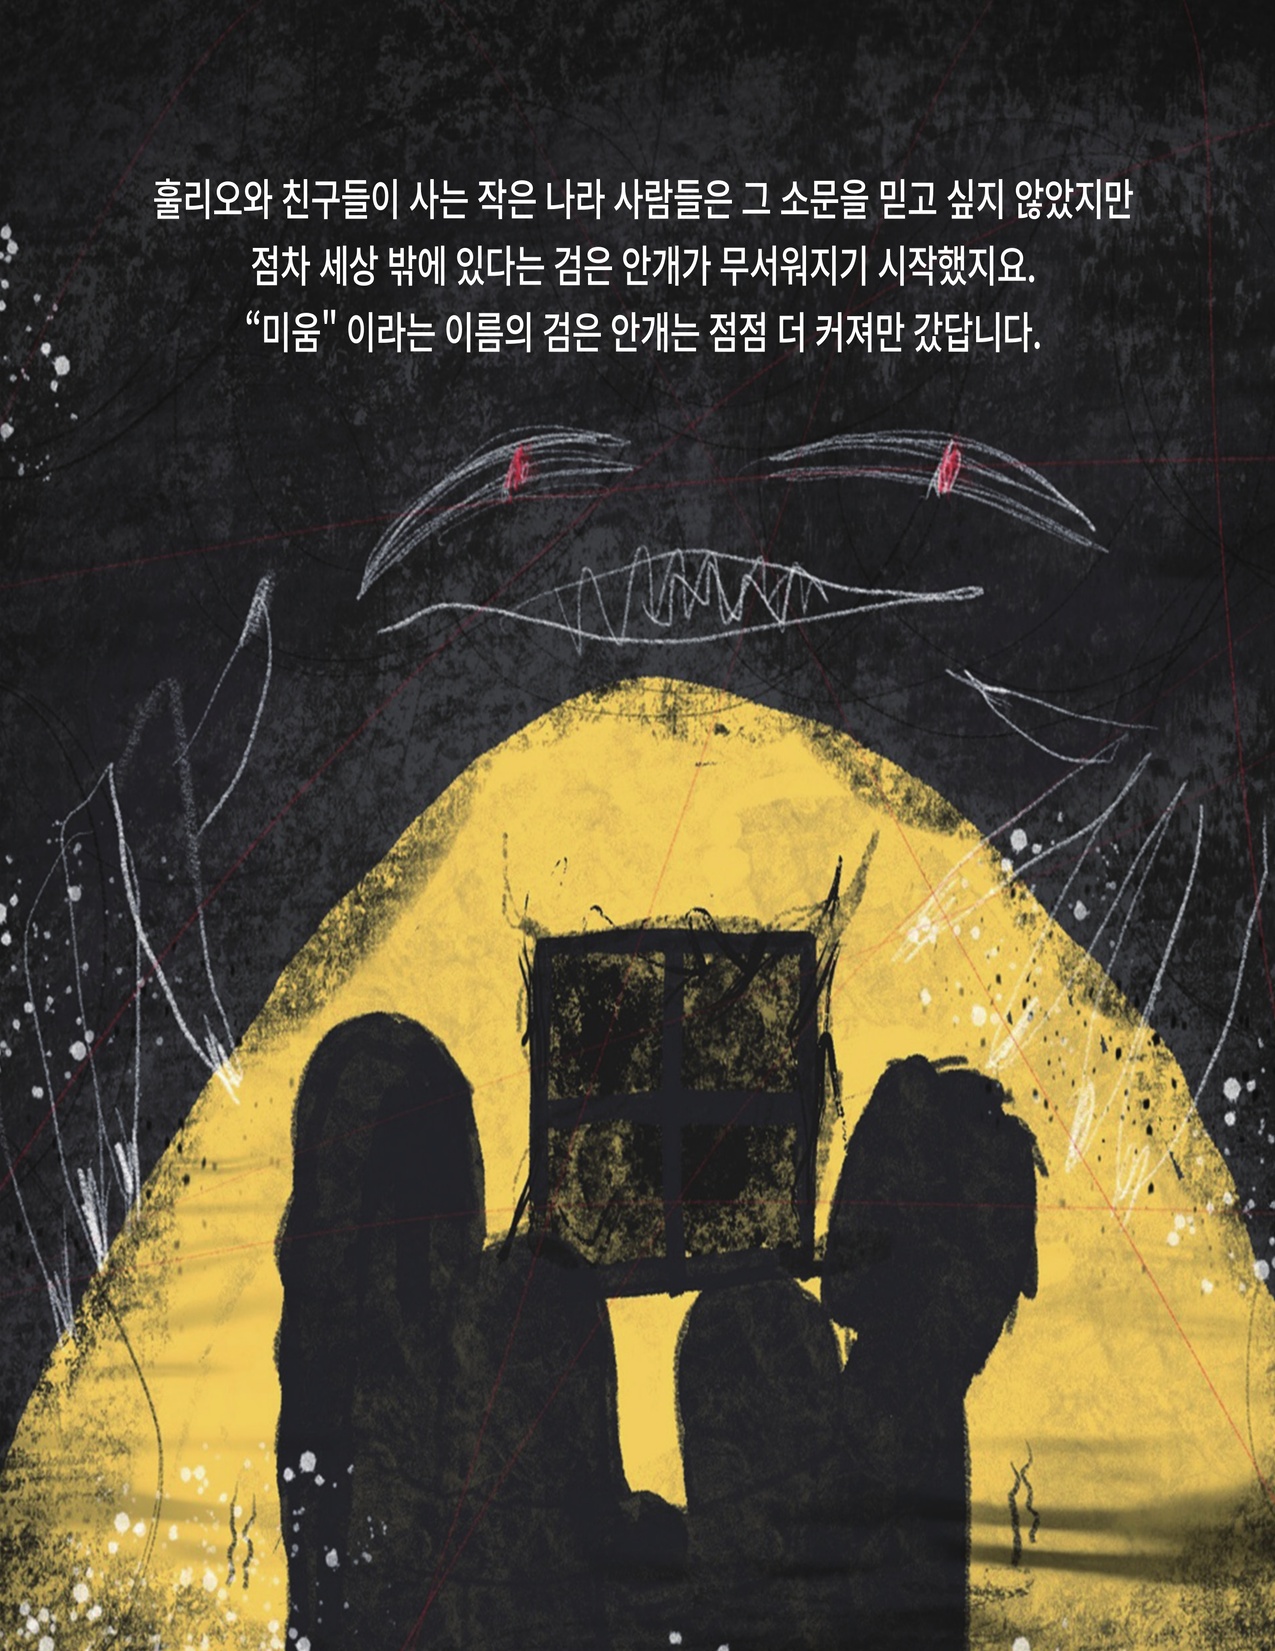 훌리오와 친구들이 사는 작은 나라 사람들은 그 소문을 믿고 싶지 않았지만
점차 세상 밖에 있다는 검은 안개가 무서워지기 시작했지요.
“미움" 이라는 이름의 검은 안개는 점점 더 커져만 갔답니다.